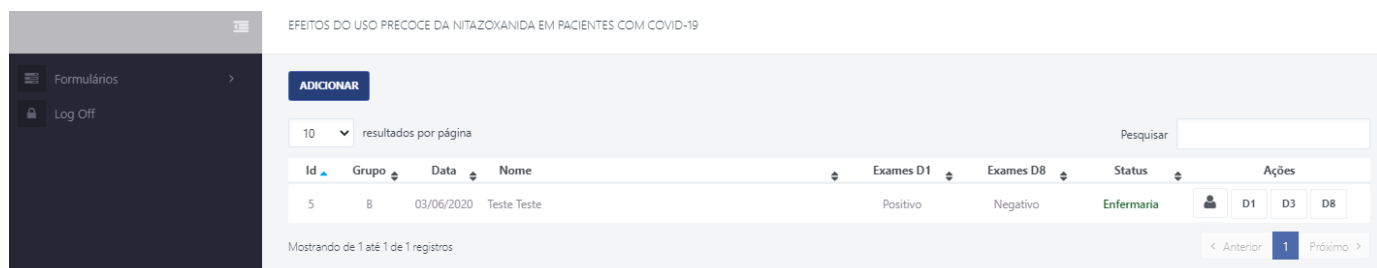 EFEITOS DO USO PRECOCE DA NITAZOXANIDA EM PACIENTES COM COVID-19
Formulários
Log Off
ADICIONAR
10 resultados por página Pesquisar
Id Grupo Data Nome Exames D1 Exames D8 Status Ações
5 B 03/06/2020 Teste Teste Positivo Negativo Enfermaria D1 D3 D8
Mostrando de 1 até 1 de 1 registros < Anterior 1 Próximo >